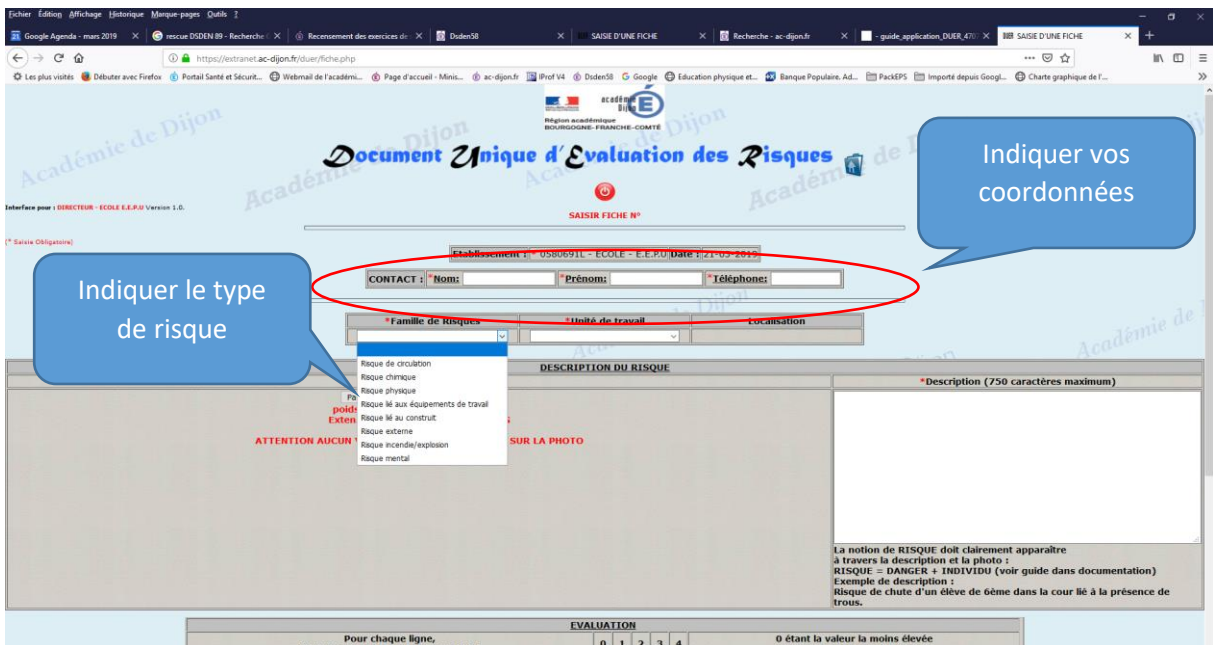 Fichier Édition Affichage Historique Marque-pages Outils ?
Google Agenda - mars 2019 rescue DSDEN 89 - Recherche Recensement des exercices de Dsden58 SAISIE D'UNE FICHE Recherche - ac-dijon.fr - guide_application_DUER_470 SAISIE D'UNE FICHE
https://extranet.ac-dijon.fr/duer/fiche.php
Les plus visités Débuter avec Firefox Portail Santé et Sécurit... Webmail de l'académi... Page d'accueil - Minis... ac-dijon.fr IProf V4 Dsden58 Google Education physique et... Banque Populaire. Ad... PackEPS Importé depuis Googl... Charte graphique de l'...
académie
Dijon
Région académique
BOURGOGNE-FRANCHE-COMTÉ
Document Unique d'Evaluation des Risques
Indiquer vos
coordonnées
Interface pour : DIRECTEUR - ECOLE E.E.P.U Version 1.0.
SAISIR FICHE N°
(* Saisie Obligatoire)
Etablissement : * 0580691L - ECOLE - E.E.P.U Date : 21-03-2019
CONTACT : *Nom: *Prénom: *Téléphone:
Indiquer le type
de risque
*Famille de Risques *Unité de travail Localisation
Risque de circulation
Risque chimique
Risque physique
Risque lié aux équipements de travail
Risque lié au construit
Risque externe
Risque incendie/explosion
Risque mental
DESCRIPTION DU RISQUE
*Description (750 caractères maximum)
Pa
poids
Exten
ATTENTION AUCUN SUR LA PHOTO
La notion de RISQUE doit clairement apparaître
à travers la description et la photo :
RISQUE = DANGER + INDIVIDU (voir guide dans documentation)
Exemple de description :
Risque de chute d'un élève de 6ème dans la cour lié à la présence de
trous.
EVALUATION
Pour chaque ligne, 0 1 2 3 4 0 étant la valeur la moins élevée
Académie de Dijon